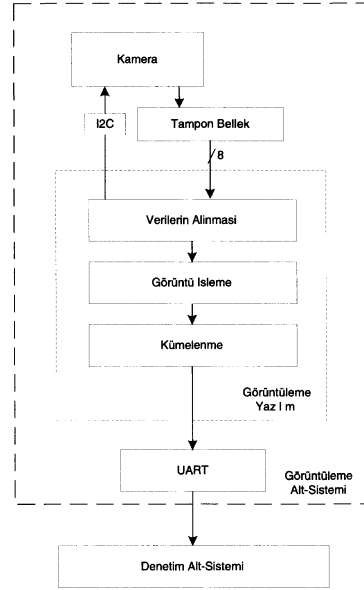 Kamera
I2C
Tampon Bellek
8
Verilerin Alinmasi
Görüntü Isleme
Kümelenme
Görüntüleme
Yaz l m
UART
Görüntüleme
Alt-Sistemi
Denetim Alt-Sistemi